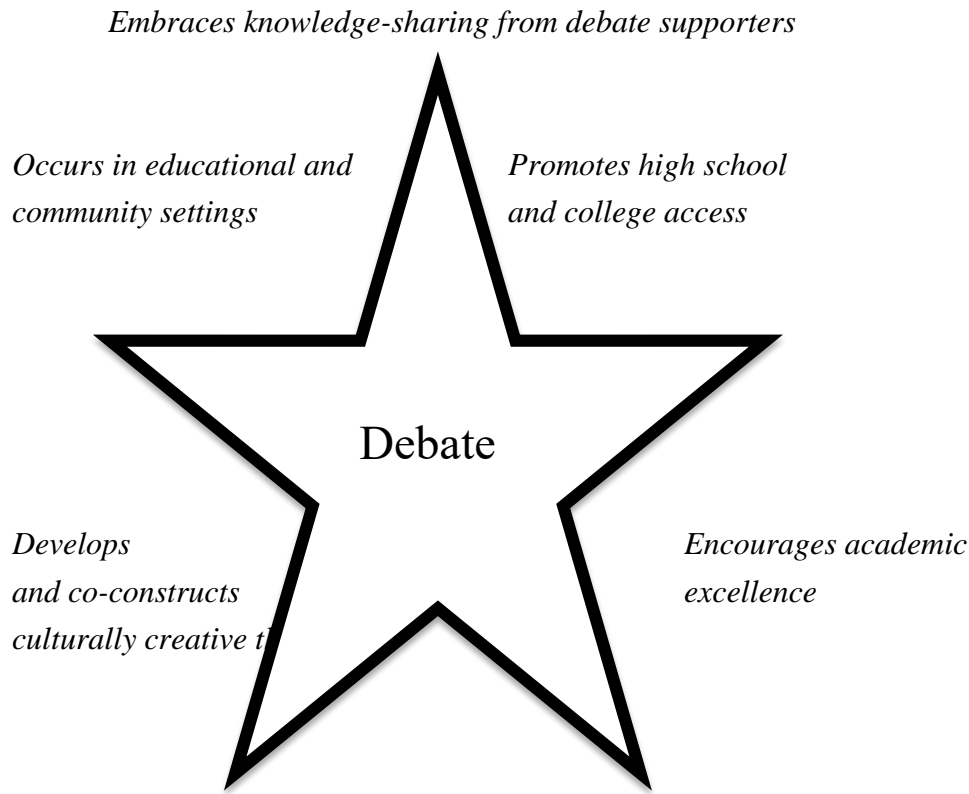 Embraces knowledge-sharing from debate supporters
Occurs in educational and
community settings
Promotes high school
and college access
Debate
Develops
and co-constructs
culturally creative
Encourages academic
excellence